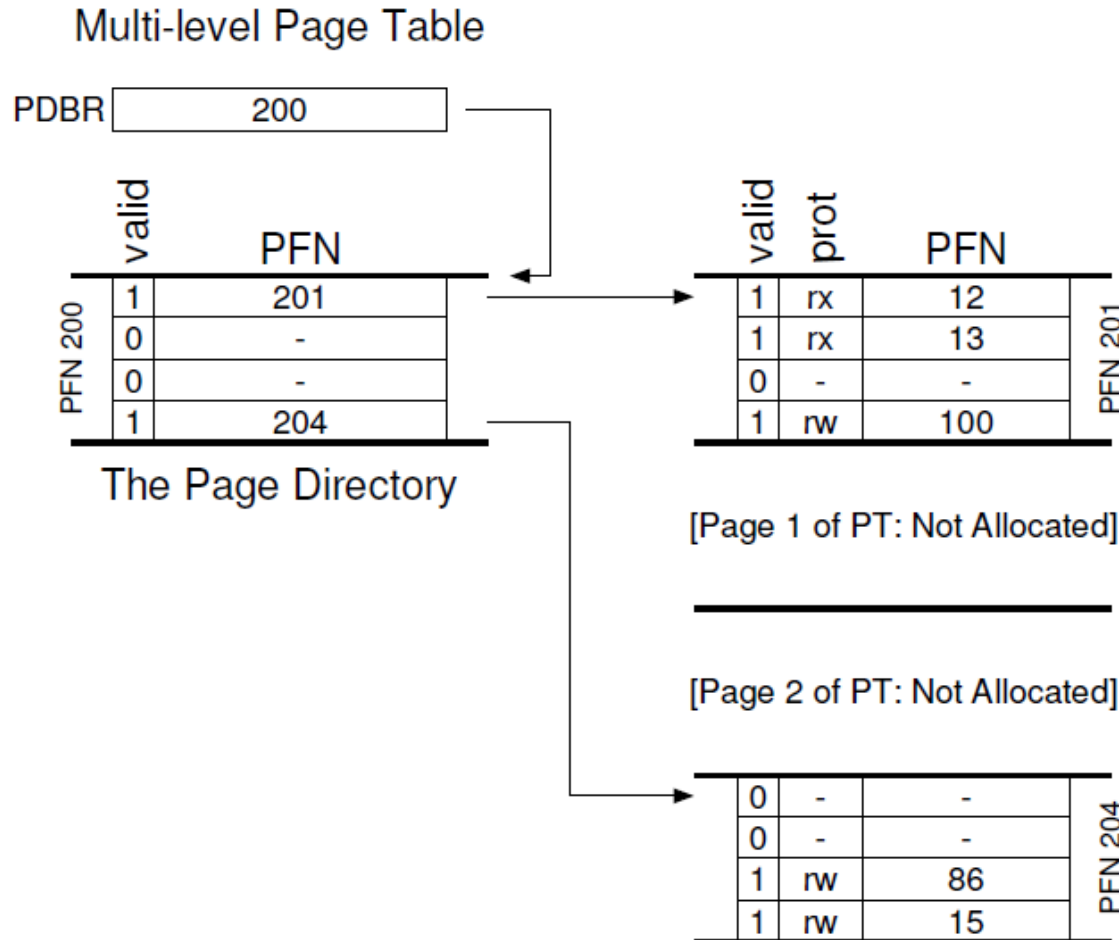 Multi-level Page Table
PDBR 200
valid PFN
PFN 200
1 201
0 -
0 -
1 204
The Page Directory
valid prot PFN
1 rx 12
1 rx 13
0 - -
1 rw 100
PFN 201
[Page 1 of PT: Not Allocated]
[Page 2 of PT: Not Allocated]
0 - -
0 - -
1 rw 86
1 rw 15
PFN 204